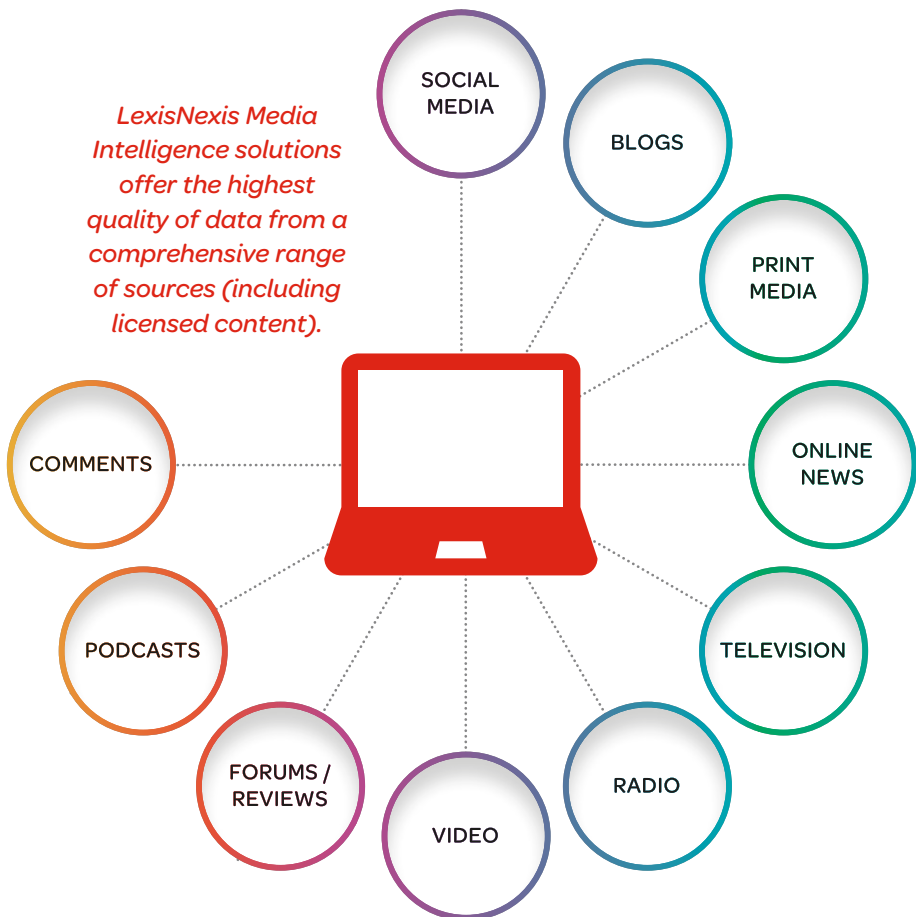 LexisNexis Media
Intelligence solutions
offer the highest
quality of data from a
comprehensive range
of sources (including
licensed content).
SOCIAL
MEDIA
BLOGS
PRINT
MEDIA
ONLINE
NEWS
TELEVISION
RADIO
VIDEO
FORUMS /
REVIEWS
PODCASTS
COMMENTS